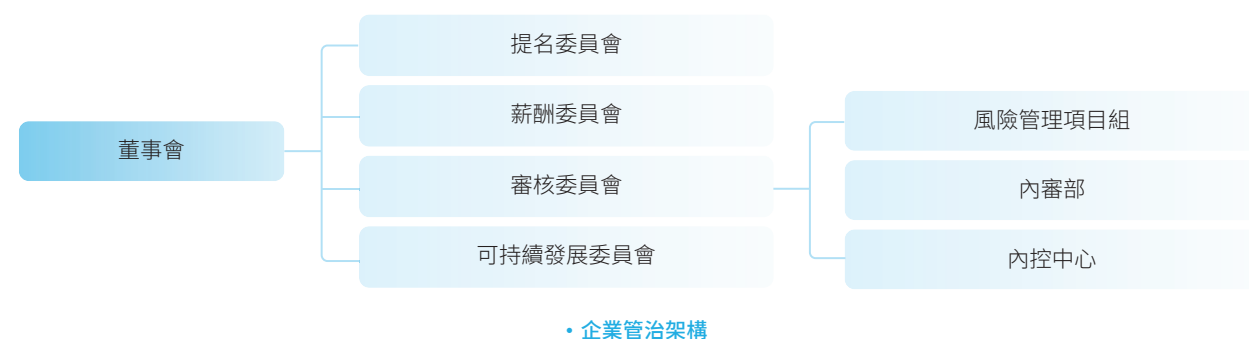 董事會
提名委員會
薪酬委員會
審核委員會
可持續發展委員會
風險管理項目組
內審部
內控中心
•企業管治架構